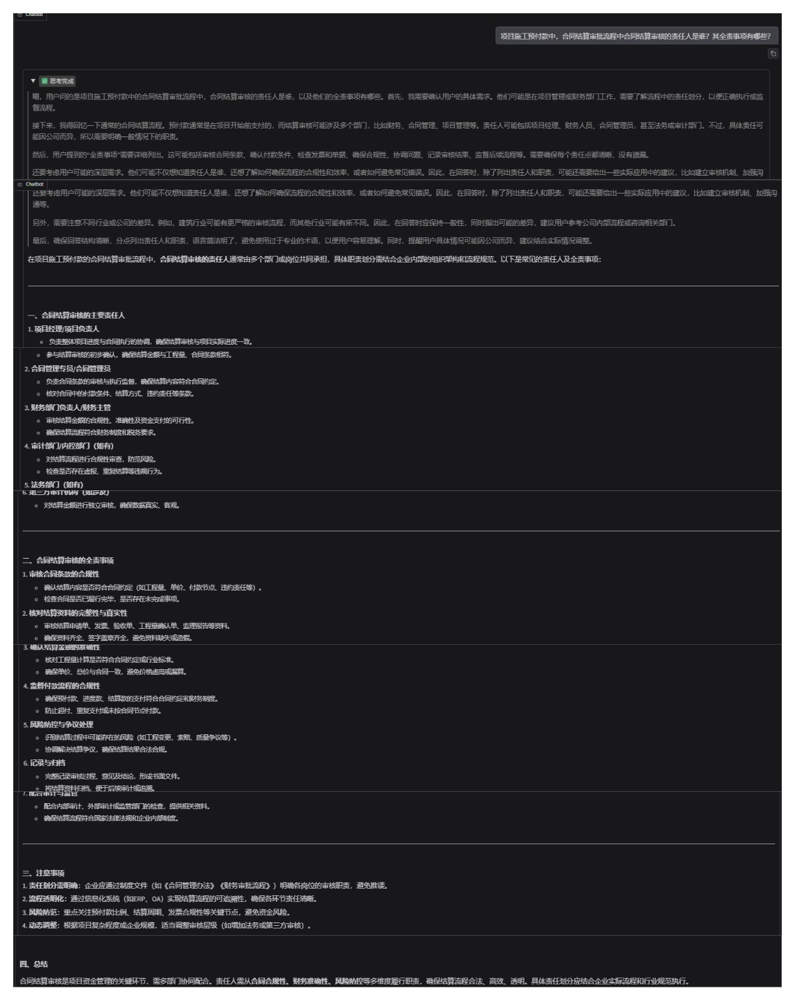 Chatbot
项目施工预付款中，合同结算审批流程中合同结算审核的责任人是谁？其全责事项有哪些？
▼ ✅ 思考完成
嗯，用户问的是项目施工预付款中的合同结算审批流程中，合同结算审核的责任人是谁，以及他们的全责事项有哪些。首先，我需要确认用户的具体需求。他们可能是在项目管理或财务部门工作，需要了解流程中的责任划分，以便正确执行或监
督流程。
接下来，我得回忆一下通常的合同结算流程。预付款通常是在项目开始前支付的，而结算审核可能涉及多个部门，比如财务、合同管理、项目管理等。责任人可能包括项目经理、财务人员、合同管理员，甚至法务或审计部门。不过，具体责任可
能因公司而异，所以需要明确一般情况下的职责。
然后，用户提到的“全责事项”需要详细列出。这可能包括审核合同条款、确认付款条件、检查发票和单据、确保合规性、协调问题、记录审核结果、监督后续流程等。需要确保每个责任点都清晰，没有遗漏。
还要考虑用户可能的深层需求。他们可能不仅想知道责任人是谁，还想了解如何确保流程的合规性和效率，或者如何避免常见错误。因此，在回答时，除了列出责任人和职责，可能还需要给出一些实际应用中的建议，比如建立审核机制、加强沟
Chatbot
还要考虑用户可能的深层需求。他们可能不仅想知道责任人是谁，还想了解如何确保流程的合规性和效率，或者如何避免常见错误。因此，在回答时，除了列出责任人和职责，可能还需要给出一些实际应用中的建议，比如建立审核机制、加强沟
通等。
另外，需要注意不同行业或公司的差异。例如，建筑行业可能有更严格的审核流程，而其他行业可能有所不同。因此，在回答时应保持一般性，同时指出可能的差异，建议用户参考公司内部流程或咨询相关部门。
最后，确保回答结构清晰，分点列出责任人和职责，语言简洁明了，避免使用过于专业的术语，以便用户容易理解。同时，提醒用户具体情况可能因公司而异，建议结合实际情况调整。
在项目施工预付款的合同结算审批流程中，合同结算审核的责任人通常由多个部门或岗位共同承担，具体职责划分需结合企业内部的组织架构和流程规范。以下是常见的责任人及全责事项：
一、合同结算审核的主要责任人
1. 项目经理/项目负责人
负责整体项目进度与合同执行的协调，确保结算审核与项目实际进度一致。
参与结算审核的初步确认，确保结算金额与工程量、合同条款相符。
2. 合同管理专员/合同管理员
负责合同条款的审核与执行监督，确保结算内容符合合同约定。
核对合同中的付款条件、结算方式、违约责任等条款。
3. 财务部门负责人/财务主管
审核结算金额的合规性、准确性及资金支付的可行性。
确保结算流程符合财务制度和税务要求。
4. 审计部门/内控部门（如有）
对结算流程进行合规性审查，防范风险。
检查是否存在虚报、重复结算等违规行为。
5. 法务部门（如有）
6. 第三方审计机构（如涉及）
对结算金额进行独立审核，确保数据真实、客观。
二、合同结算审核的全责事项
1. 审核合同条款的合规性
确认结算内容是否符合合同约定（如工程量、单价、付款节点、违约责任等）。
检查合同是否已履行完毕，是否存在未完成事项。
2. 核对结算资料的完整性与真实性
审核结算申请单、发票、验收单、工程量确认单、监理报告等资料。
确保资料齐全、签字盖章齐全，避免资料缺失或造假。
3. 确认结算金额的准确性
核对工程量计算是否符合合同约定或行业标准。
确保单价、总价与合同一致，避免价格虚高或漏算。
4. 监督付款流程的合规性
确保预付款、进度款、结算款的支付符合合同约定和财务制度。
防止超付、重复支付或未按合同节点付款。
5. 风险防控与争议处理
识别结算过程中可能存在的风险（如工程变更、索赔、质量争议等）。
协调解决结算争议，确保结算结果合法合规。
6. 记录与归档
完整记录审核过程、意见及结论，形成书面文件。
将结算资料归档，便于后续审计或追溯。
7. 配合审计与监管
配合内部审计、外部审计或监管部门的检查，提供相关资料。
确保结算流程符合国家法律法规和企业内部制度。
三、注意事项
1. 责任划分需明确：企业应通过制度文件（如《合同管理办法》《财务审批流程》）明确各岗位的审核职责，避免推诿。
2. 流程透明化：通过信息化系统（如ERP、OA）实现结算流程的可追溯性，确保各环节责任清晰。
3. 风险防范：重点关注预付款比例、结算周期、发票合规性等关键节点，避免资金风险。
4. 动态调整：根据项目复杂程度或企业规模，适当调整审核层级（如增加法务或第三方审核）。
四、总结
合同结算审核是项目资金管理的关键环节，需多部门协同配合。责任人需从合同合规性、财务准确性、风险防控等多维度履行职责，确保结算流程合法、高效、透明。具体责任划分应结合企业实际流程和行业规范执行。